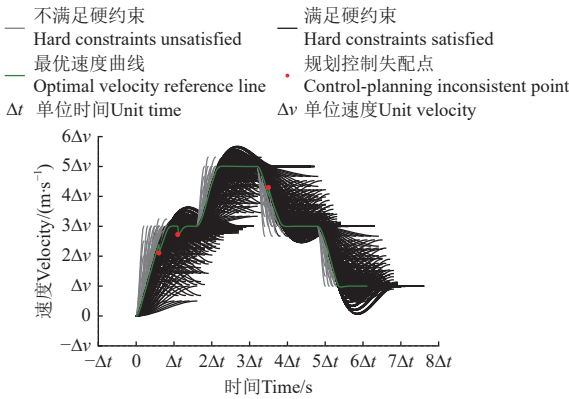 不满足硬约束
Hard constraints unsatisfied
满足硬约束
Hard constraints satisfied
最优速度曲线
Optimal velocity reference line
规划控制失配点
Control-planning inconsistent point
Δt 单位时间Unit time
Δv 单位速度Unit velocity
6Δv
5Δv
4Δv
3Δv
2Δv
Δv
0
−Δv
速度Velocity/(m·s⁻¹)
−Δt 0 Δt 2Δt 3Δt 4Δt 5Δt 6Δt 7Δt 8Δt
时间Time/s